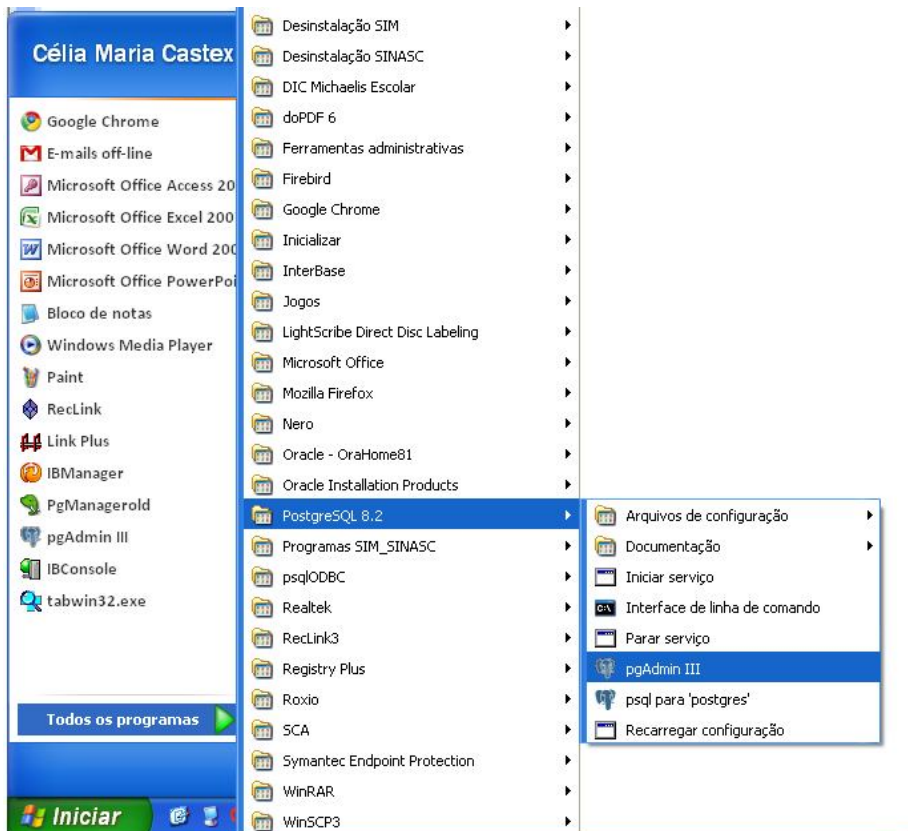 Célia Maria Castex
Google Chrome
E-mails off-line
Microsoft Office Access 20
Microsoft Office Excel 200
Microsoft Office Word 200
Microsoft Office PowerPoi
Bloco de notas
Windows Media Player
Paint
RecLink
Link Plus
IBManager
PgManagerold
pgAdmin III
IBConsole
tabwin32.exe
Todos os programas
Iniciar
Desinstalação SIM
Desinstalação SINASC
DIC Michaelis Escolar
doPDF 6
Ferramentas administrativas
Firebird
Google Chrome
Inicializar
InterBase
Jogos
LightScribe Direct Disc Labeling
Microsoft Office
Mozilla Firefox
Nero
Oracle - OraHome81
Oracle Installation Products
PostgreSQL 8.2
Programas SIM_SINASC
psqlODBC
Realtek
RecLink3
Registry Plus
Roxio
SCA
Symantec Endpoint Protection
WinRAR
WinSCP3
Arquivos de configuração
Documentação
Iniciar serviço
Interface de linha de comando
Parar serviço
pgAdmin III
psql para 'postgres'
Recarregar configuração